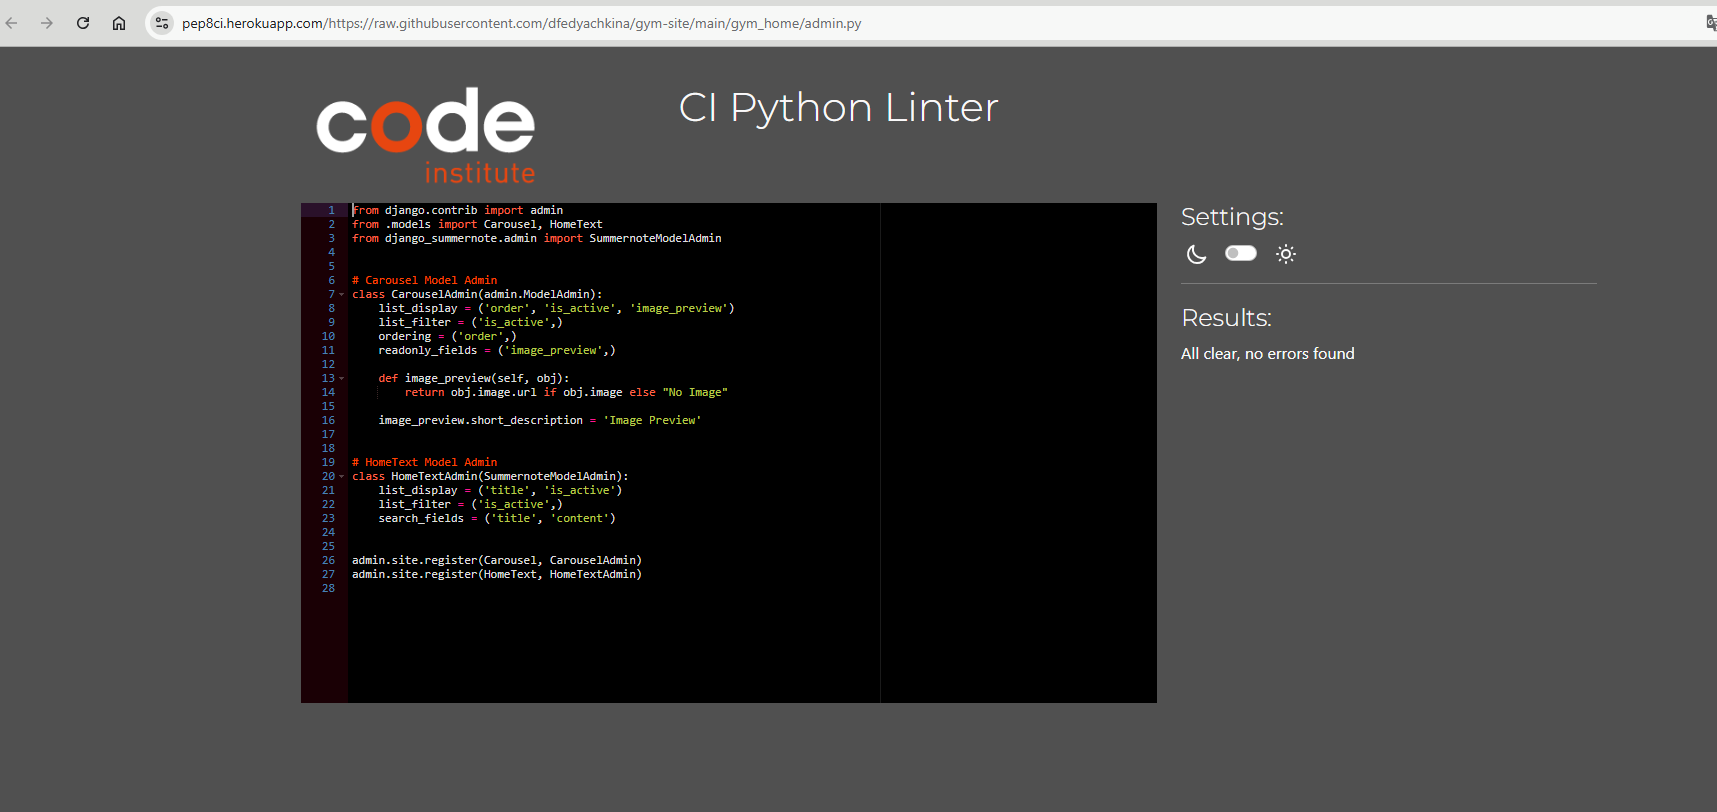 pep8ci.herokuapp.com/https://raw.githubusercontent.com/dfedyachkina/gym-site/main/gym_home/admin.py
code
institute
CI Python Linter
1 from django.contrib import admin
2 from .models import Carousel, HomeText
3 from django_summernote.admin import SummernoteModelAdmin
4
5
6 # Carousel Model Admin
7 class CarouselAdmin(admin.ModelAdmin):
8     list_display = ('order', 'is_active', 'image_preview')
9     list_filter = ('is_active',)
10     ordering = ('order',)
11     readonly_fields = ('image_preview',)
12
13     def image_preview(self, obj):
14         return obj.image.url if obj.image else "No Image"
15
16     image_preview.short_description = 'Image Preview'
17
18
19 # HomeText Model Admin
20 class HomeTextAdmin(SummernoteModelAdmin):
21     list_display = ('title', 'is_active')
22     list_filter = ('is_active',)
23     search_fields = ('title', 'content')
24
25
26 admin.site.register(Carousel, CarouselAdmin)
27 admin.site.register(HomeText, HomeTextAdmin)
28
Settings:
Results:
All clear, no errors found